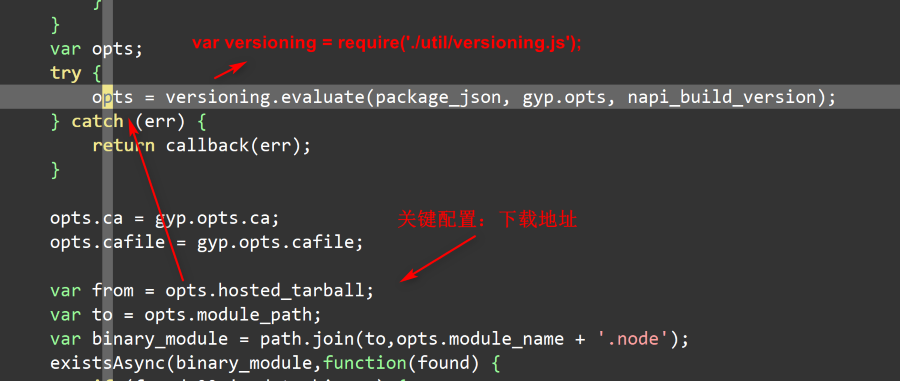 }
}
var opts;
var versioning = require('./util/versioning.js');
try {
opts = versioning.evaluate(package_json, gyp.opts, napi_build_version);
} catch (err) {
return callback(err);
}
opts.ca = gyp.opts.ca;
关键配置：下载地址
opts.cafile = gyp.opts.cafile;
var from = opts.hosted_tarball;
var to = opts.module_path;
var binary_module = path.join(to,opts.module_name + '.node');
existsAsync(binary_module,function(found) {